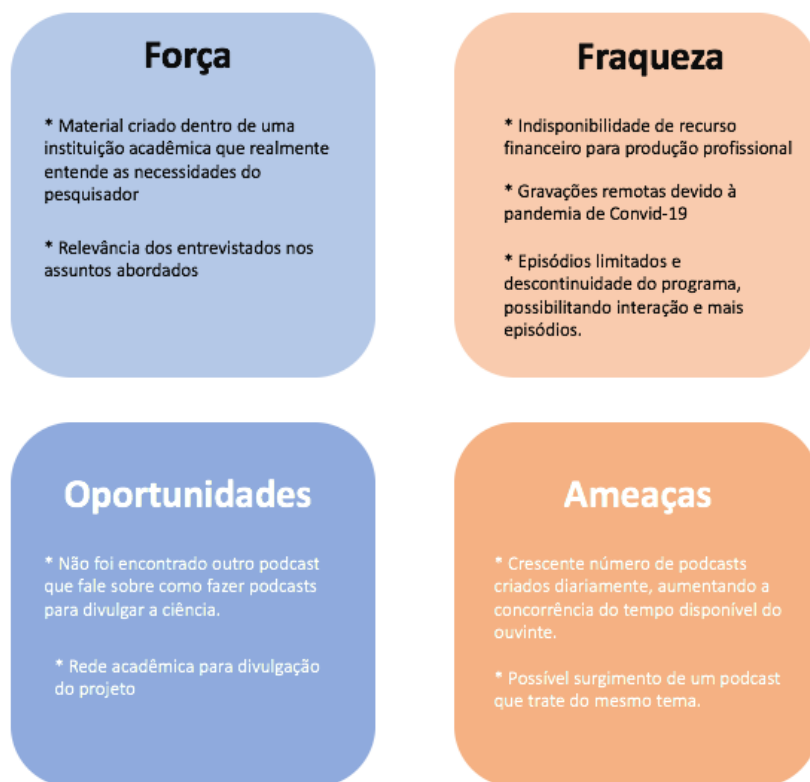 Força
* Material criado dentro de uma
instituição acadêmica que realmente
entende as necessidades do
pesquisador
* Relevância dos entrevistados nos
assuntos abordados
Fraqueza
* Indisponibilidade de recurso
financeiro para produção profissional
* Gravações remotas devido à
pandemia de Convid-19
* Episódios limitados e
descontinuidade do programa,
possibilitando interação e mais
episódios.
Oportunidades
* Não foi encontrado outro podcast
que fale sobre como fazer podcasts
para divulgar a ciência.
* Rede acadêmica para divulgação
do projeto
Ameaças
* Crescente número de podcasts
criados diariamente, aumentando a
concorrência do tempo disponível do
ouvinte.
* Possível surgimento de um podcast
que trate do mesmo tema.